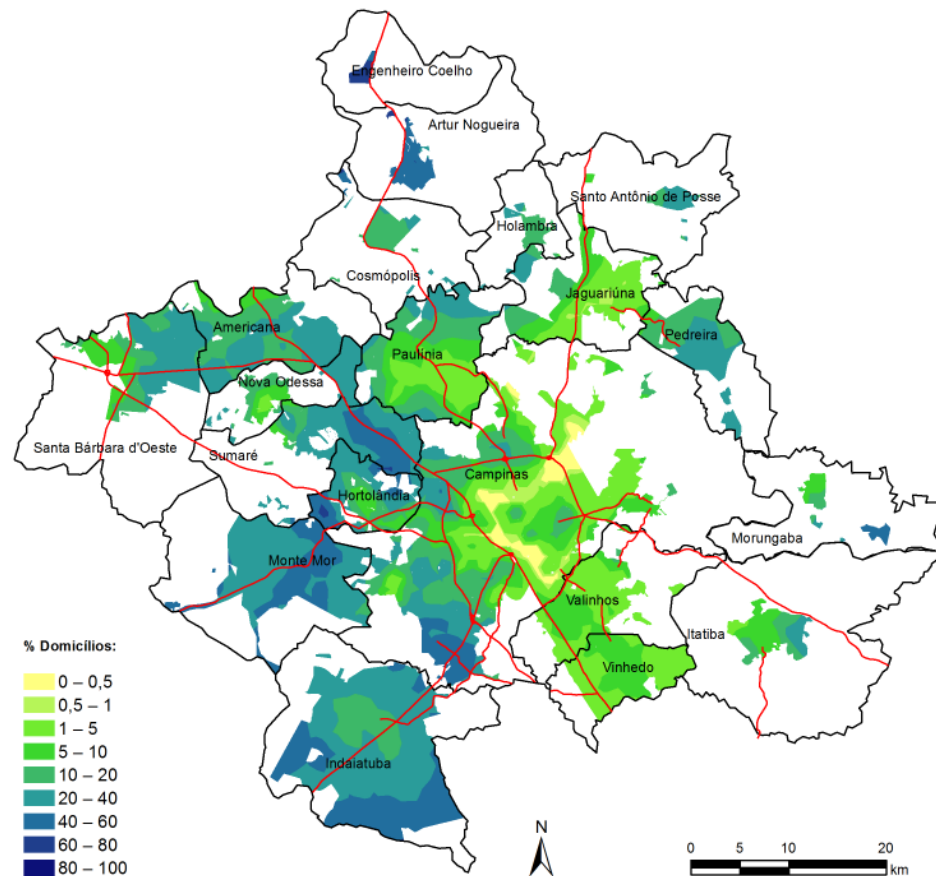 Engenheiro Coelho
Artur Nogueira
Santo Antônio de Posse
Holambra
Cosmópolis
Jaguariúna
Americana
Pedreira
Paulínia
Nova Odessa
Santa Bárbara d'Oeste
Sumaré
Campinas
Hortolândia
Morungaba
Monte Mor
Valinhos
Itatiba
Vinhedo
Indaiatuba
% Domicílios:
0 – 0,5
0,5 – 1
1 – 5
5 – 10
10 – 20
20 – 40
40 – 60
60 – 80
80 – 100
N
0 5 10 20
km